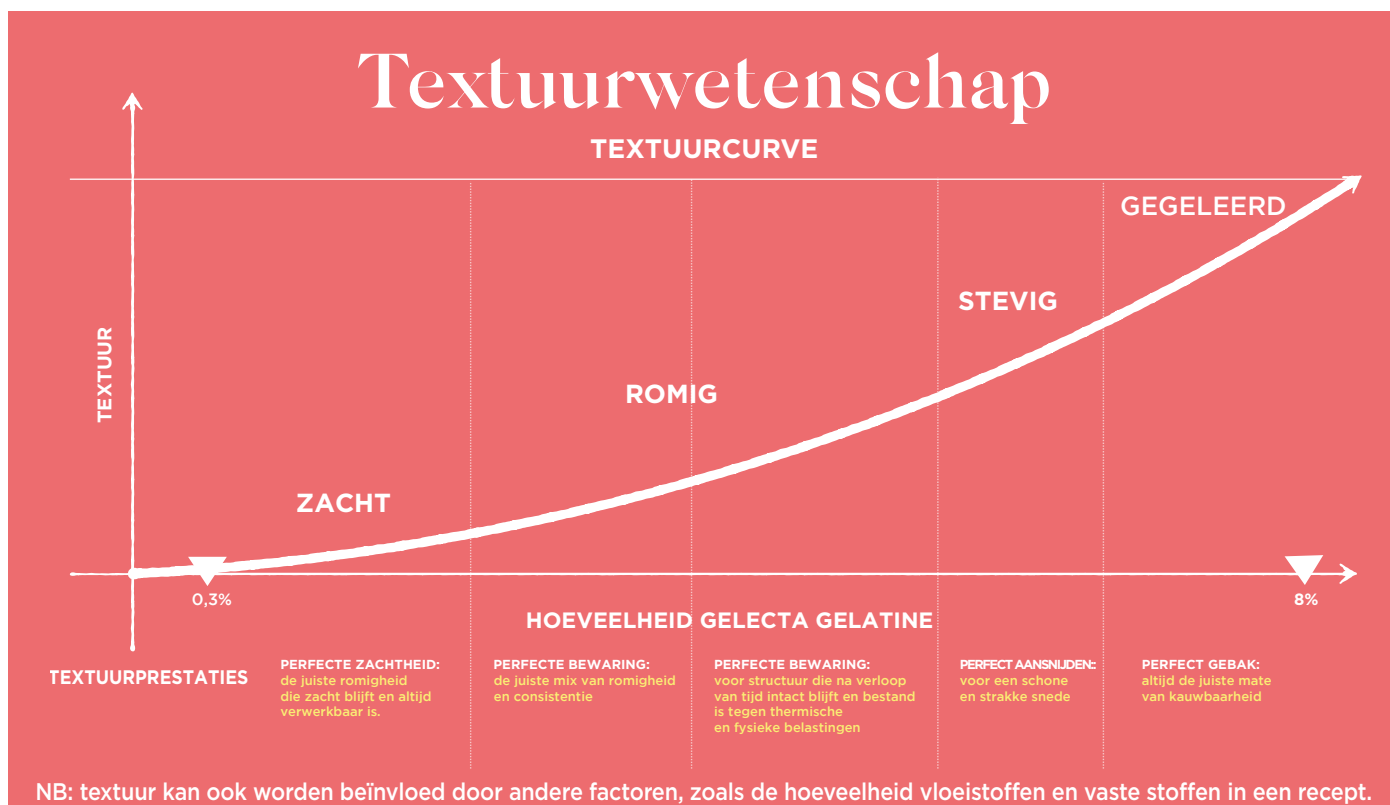 Textuurwetenschap
TEXTUURCURVE
GEGELEERD
STEVIG
TEXTUUR
ROMIG
ZACHT
0,3%
8%
HOEVEELHEID GELECTA GELATINE
TEXTUURPRESTATIES
PERFECTE ZACHTHEID:
de juiste romigheid
die zacht blijft en altijd
verwerkbaar is.
PERFECTE BEWARING:
de juiste mix van romigheid
en consistentie
PERFECTE BEWARING:
voor structuur die na verloop
van tijd intact blijft en bestand
is tegen thermische
en fysieke belastingen
PERFECT AANSNIJDEN:
voor een schone
en strakke snede
PERFECT GEBAK:
altijd de juiste mate
van kauwbaarheid
NB: textuur kan ook worden beïnvloed door andere factoren, zoals de hoeveelheid vloeistoffen en vaste stoffen in een recept.